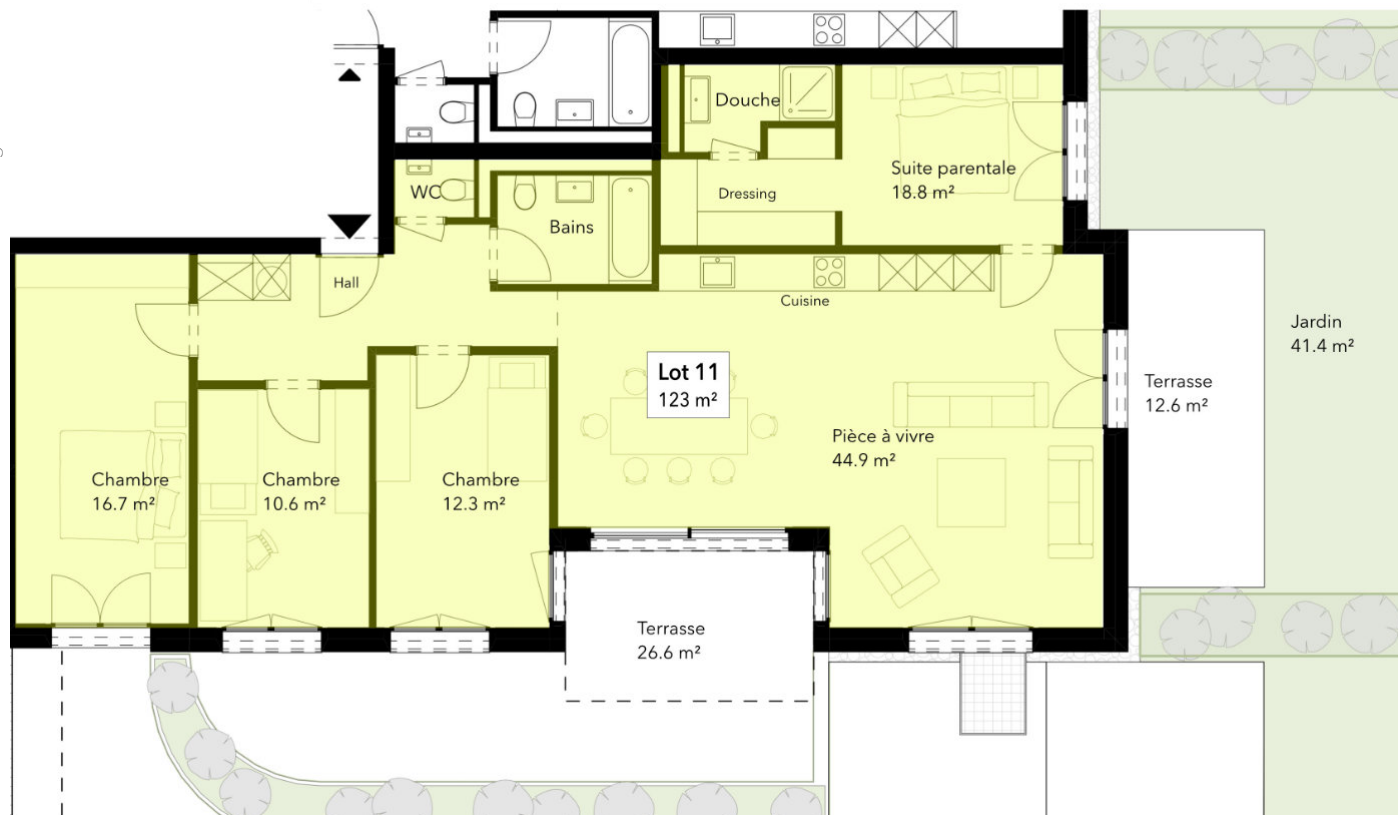 Douche
Suite parentale
18.8 m²
Dressing
WC
Bains
Hall
Cuisine
Jardin
41.4 m²
Lot 11
123 m²
Terrasse
12.6 m²
Pièce à vivre
44.9 m²
Chambre
16.7 m²
Chambre
10.6 m²
Chambre
12.3 m²
Terrasse
26.6 m²